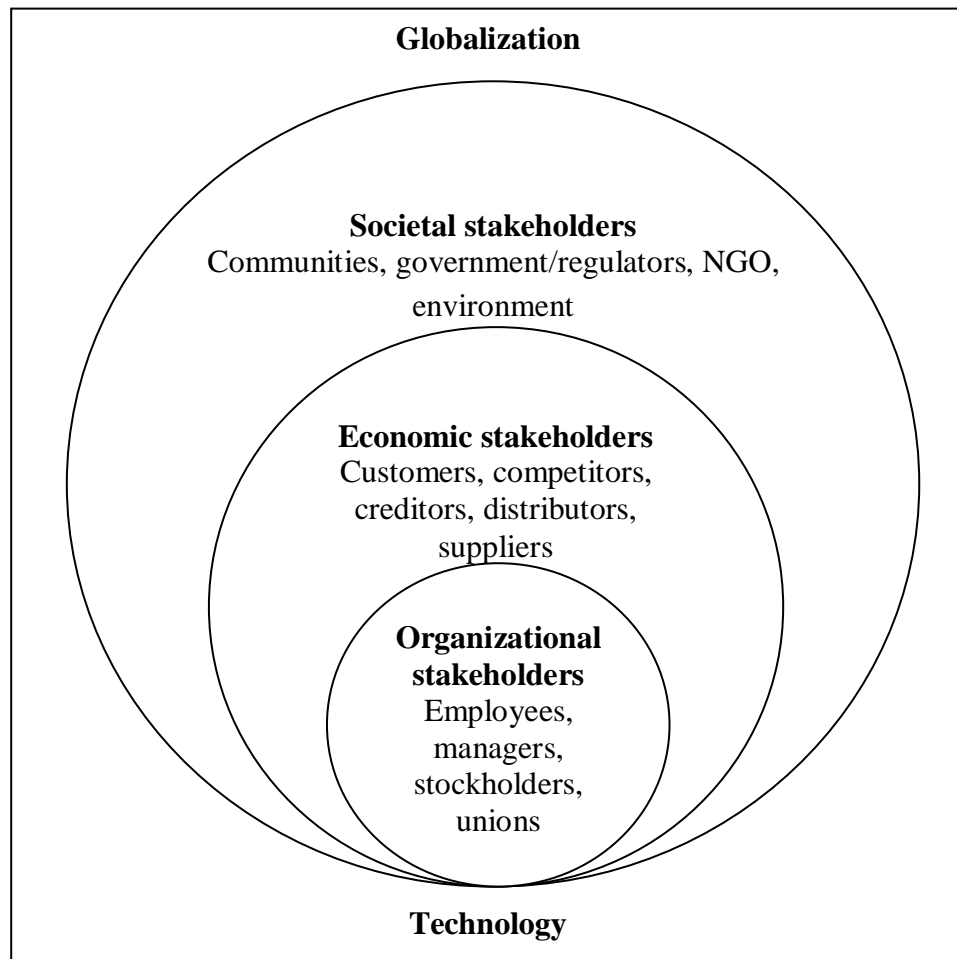 Globalization
Societal stakeholders
Communities, government/regulators, NGO,
environment
Economic stakeholders
Customers, competitors,
creditors, distributors,
suppliers
Organizational
stakeholders
Employees,
managers,
stockholders,
unions
Technology